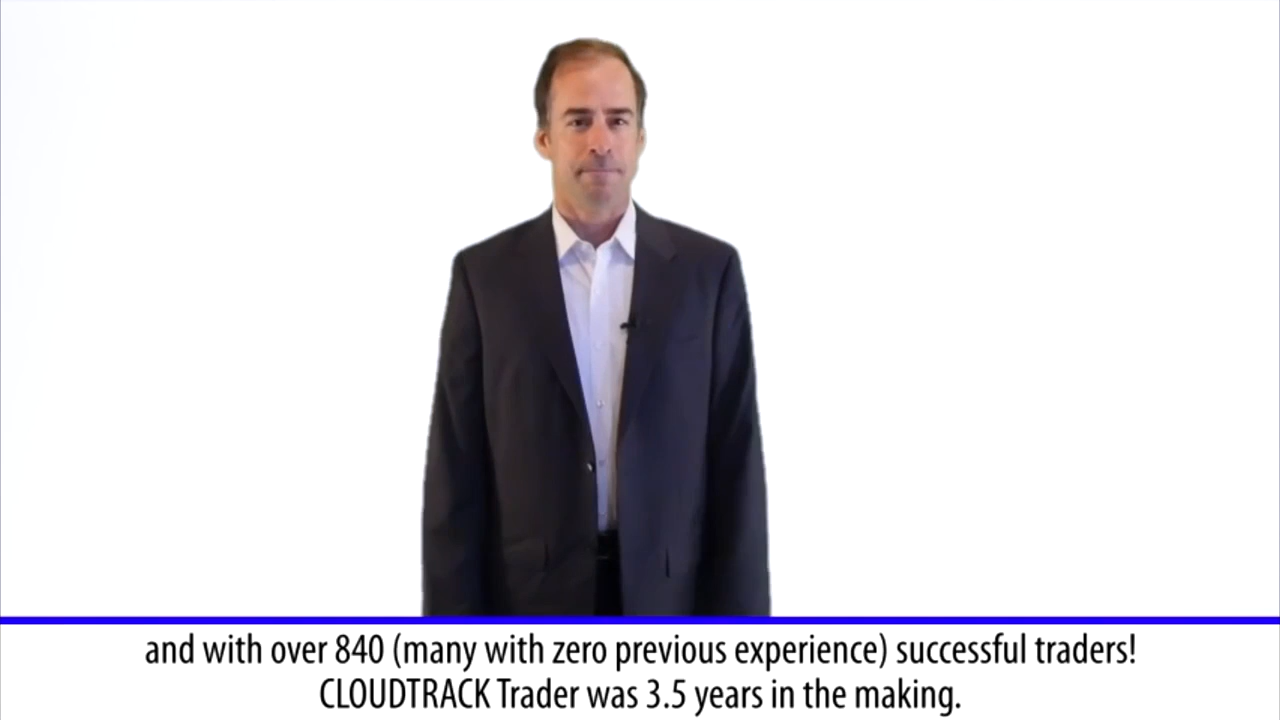 and with over 840 (many with zero previous experience) successful traders!
CLOUDTRACK Trader was 3.5 years in the making.